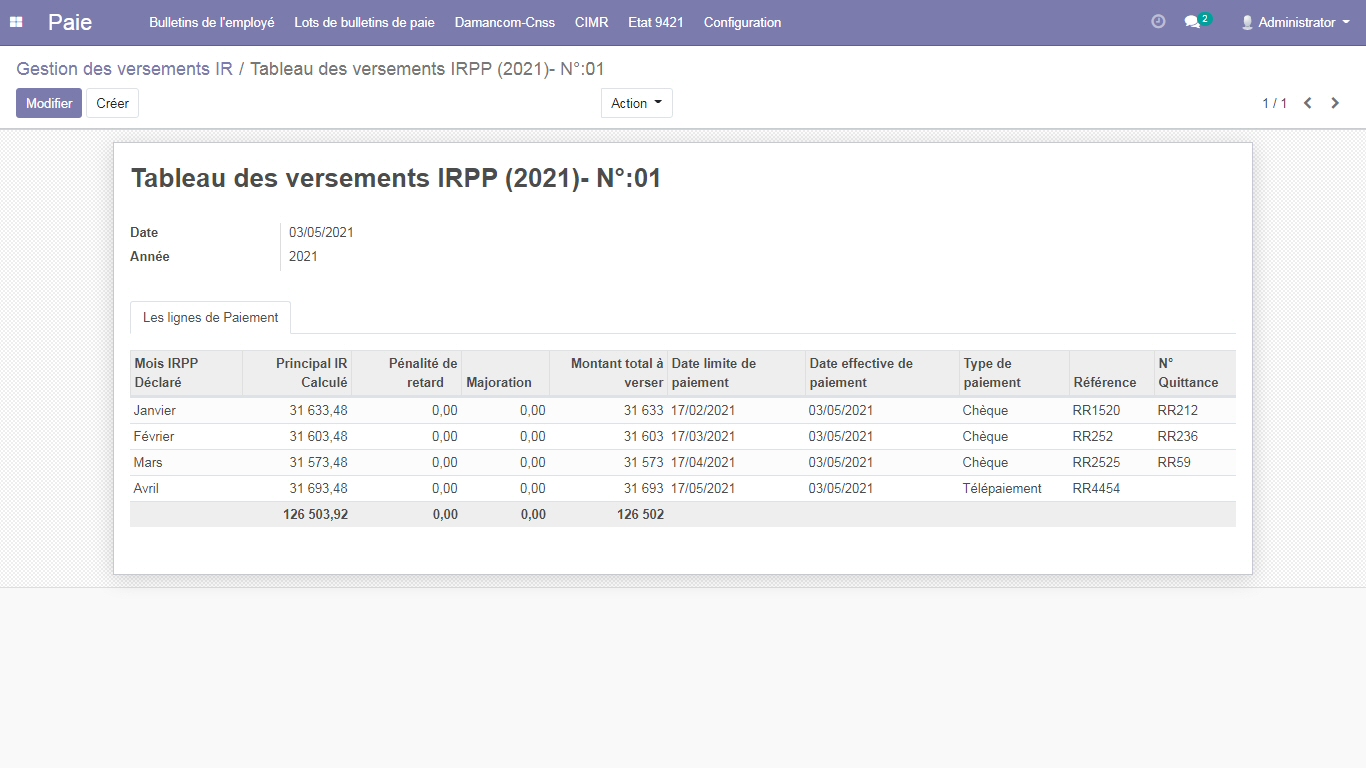 Paie Bulletins de l'employé Lots de bulletins de paie Damancom-Cnss CIMR Etat 9421 Configuration 2 Administrator
Gestion des versements IR / Tableau des versements IRPP (2021)- N°:01
Modifier Créer Action 1 / 1
Tableau des versements IRPP (2021)- N°:01
Date 03/05/2021
Année 2021
Les lignes de Paiement
Mois IRPP Principal IR Pénalité de Montant total à Date limite de Date effective de Type de N°
Déclaré Calculé retard Majoration verser paiement paiement paiement Référence Quittance
Janvier 31 633,48 0,00 0,00 31 633 17/02/2021 03/05/2021 Chèque RR1520 RR212
Février 31 603,48 0,00 0,00 31 603 17/03/2021 03/05/2021 Chèque RR252 RR236
Mars 31 573,48 0,00 0,00 31 573 17/04/2021 03/05/2021 Chèque RR2525 RR59
Avril 31 693,48 0,00 0,00 31 693 17/05/2021 03/05/2021 Télépaiement RR4454
126 503,92 0,00 0,00 126 502